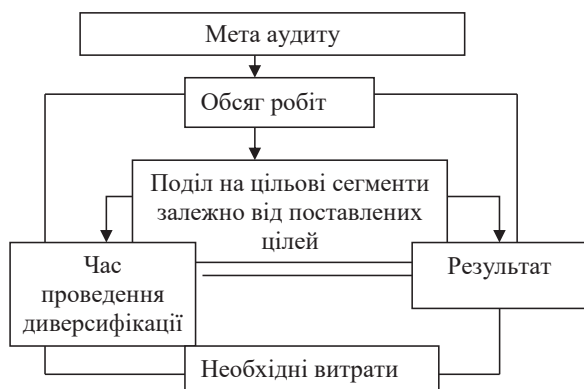 Мета аудиту
Обсяг робіт
Поділ на цільові сегменти
залежно від поставлених
цілей
Час
проведення
диверсифікації
Результат
Необхідні витрати